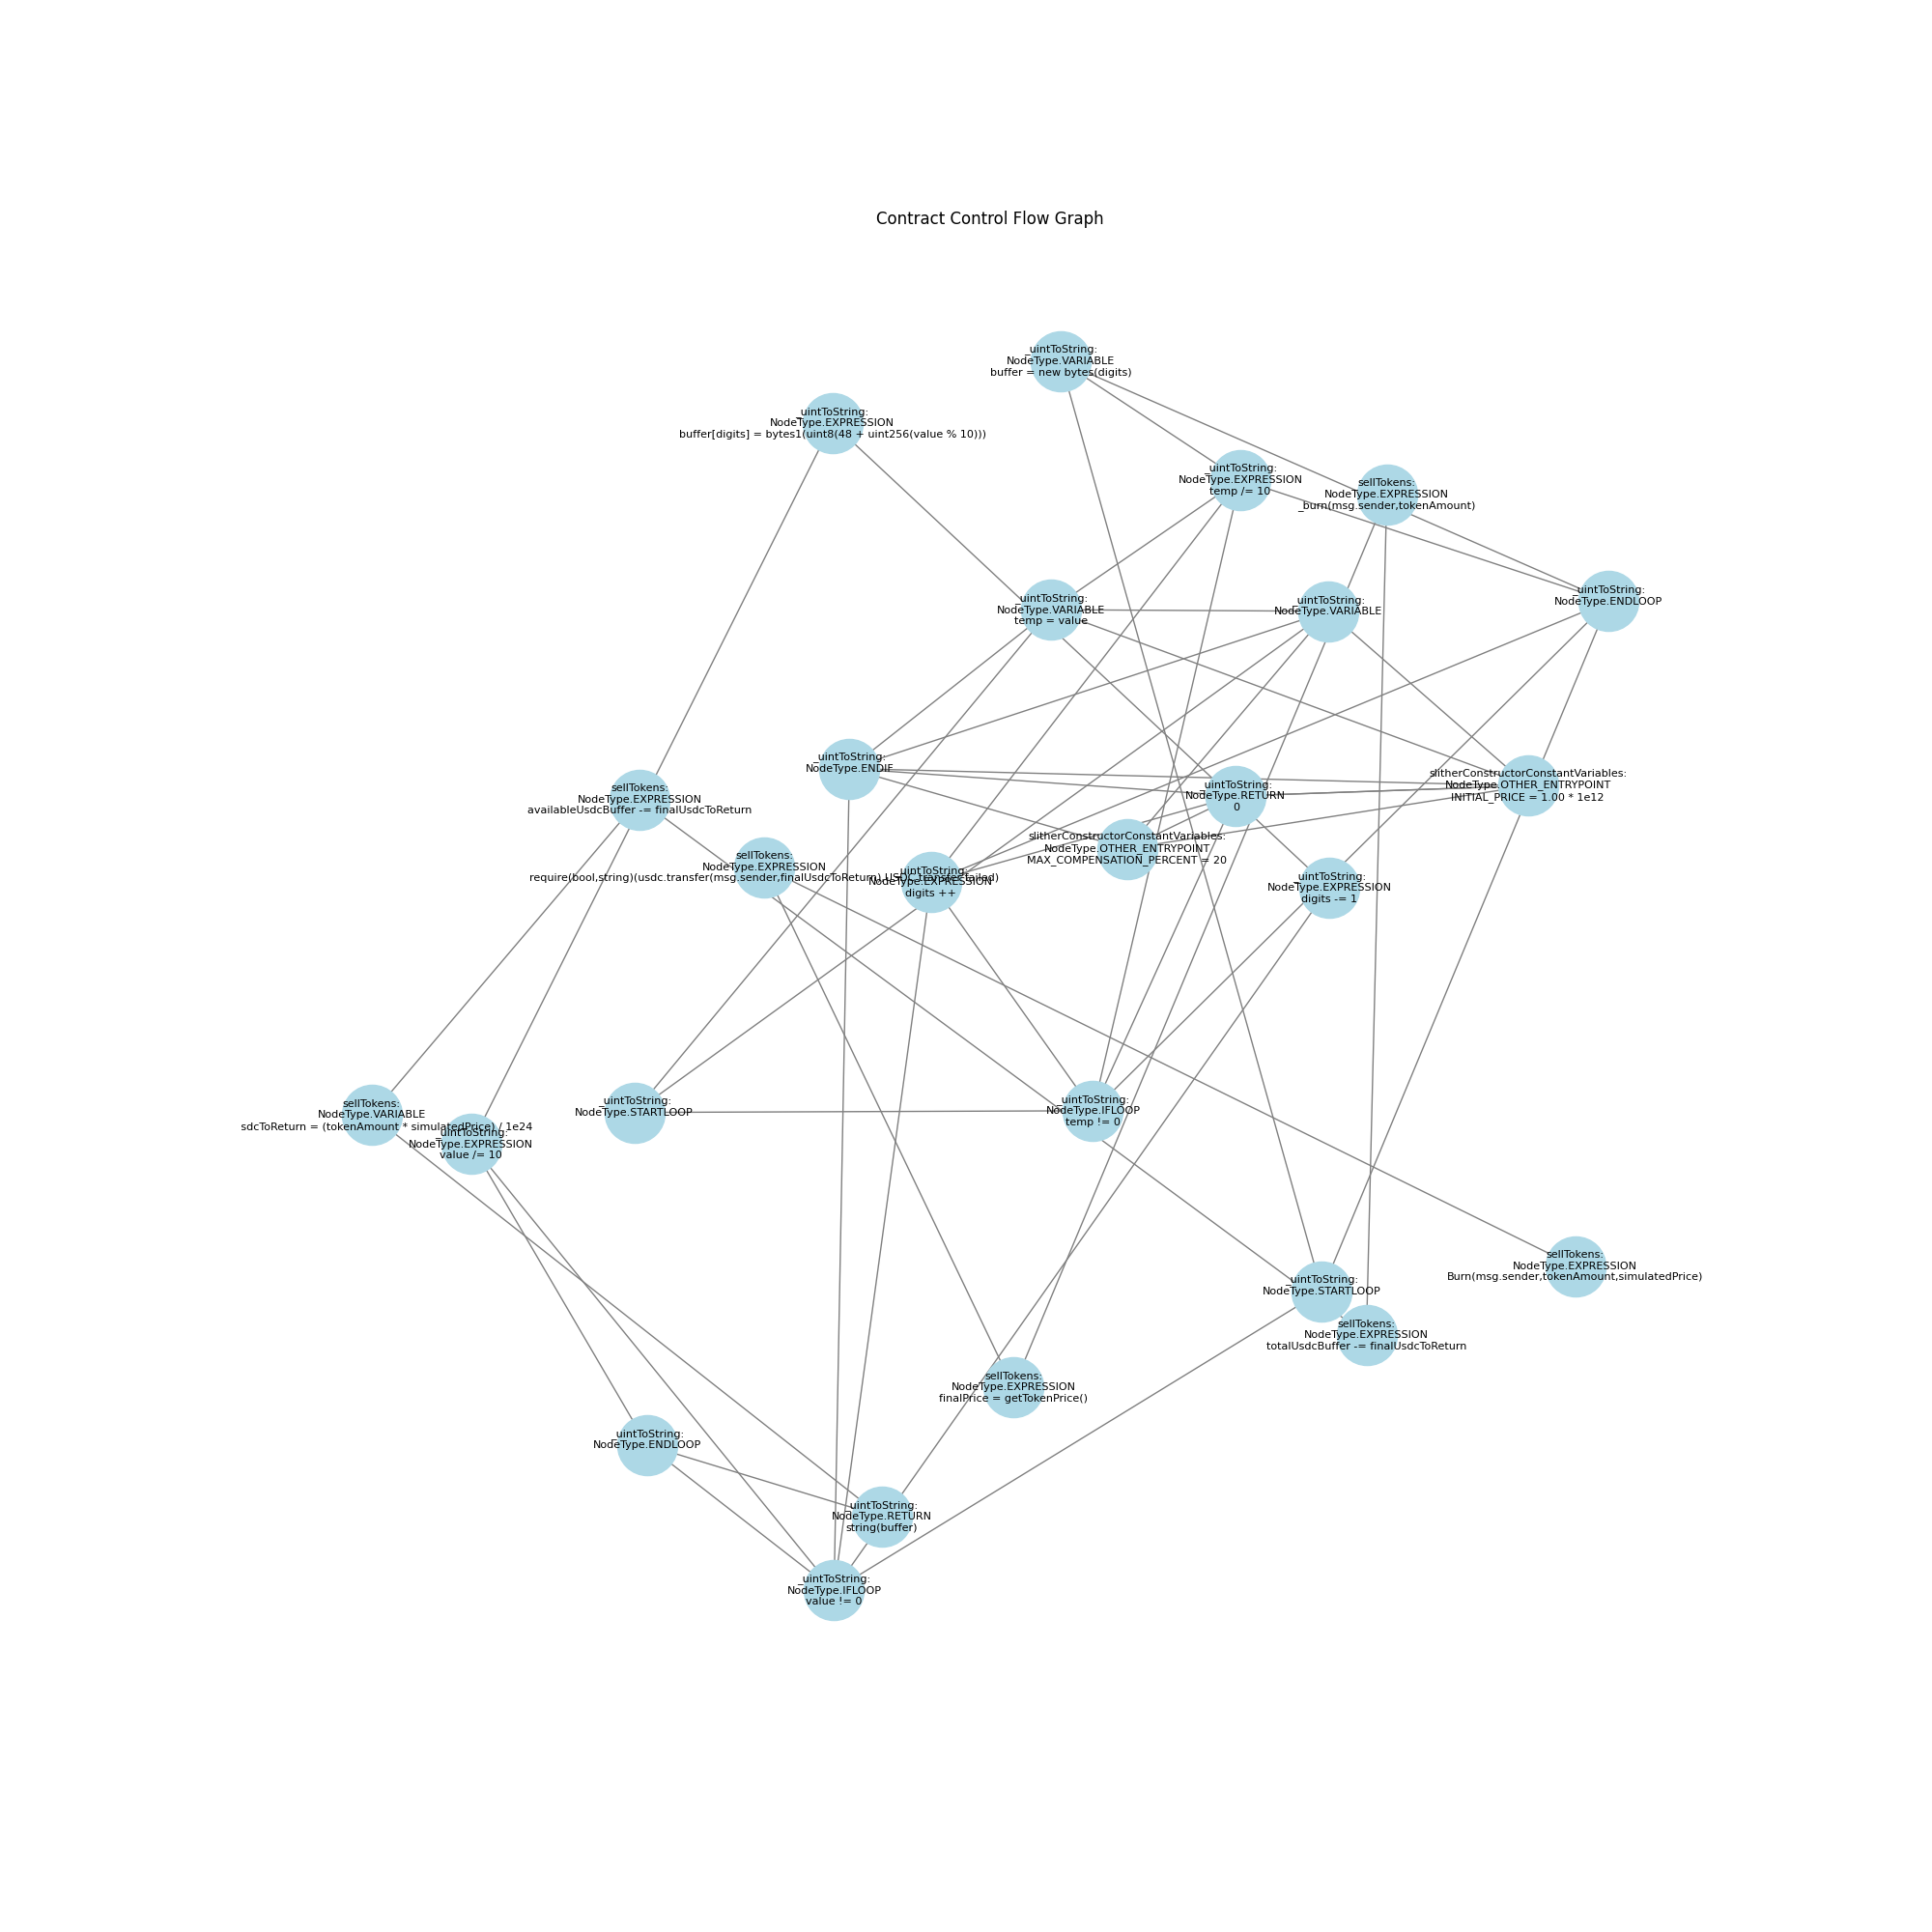 Contract Control Flow Graph
_uintToString:
NodeType.VARIABLE
buffer = new bytes(digits)
_uintToString:
NodeType.EXPRESSION
buffer[digits] = bytes1(uint8(48 + uint256(value % 10)))
_uintToString:
NodeType.EXPRESSION
temp /= 10
sellTokens:
NodeType.EXPRESSION
_burn(msg.sender,tokenAmount)
_uintToString:
NodeType.VARIABLE
temp = value
_uintToString:
NodeType.VARIABLE
_uintToString:
NodeType.ENDLOOP
_uintToString:
NodeType.ENDIF
sellTokens:
NodeType.EXPRESSION
availableUsdcBuffer -= finalUsdcToReturn
_uintToString:
NodeType.RETURN
0
slitherConstructorConstantVariables:
NodeType.OTHER_ENTRYPOINT
INITIAL_PRICE = 1.00 * 1e12
slitherConstructorConstantVariables:
NodeType.OTHER_ENTRYPOINT
MAX_COMPENSATION_PERCENT = 20
sellTokens:
NodeType.EXPRESSION
require(bool,string)(usdc.transfer(msg.sender,finalUsdcToReturn),USDC transfer failed)
_uintToString:
NodeType.EXPRESSION
digits ++
_uintToString:
NodeType.EXPRESSION
digits -= 1
sellTokens:
NodeType.VARIABLE
sdcToReturn = (tokenAmount * simulatedPrice) / 1e24
_uintToString:
NodeType.EXPRESSION
value /= 10
_uintToString:
NodeType.STARTLOOP
_uintToString:
NodeType.IFLOOP
temp != 0
sellTokens:
NodeType.EXPRESSION
Burn(msg.sender,tokenAmount,simulatedPrice)
_uintToString:
NodeType.STARTLOOP
sellTokens:
NodeType.EXPRESSION
totalUsdcBuffer -= finalUsdcToReturn
sellTokens:
NodeType.EXPRESSION
finalPrice = getTokenPrice()
_uintToString:
NodeType.ENDLOOP
_uintToString:
NodeType.RETURN
string(buffer)
_uintToString:
NodeType.IFLOOP
value != 0